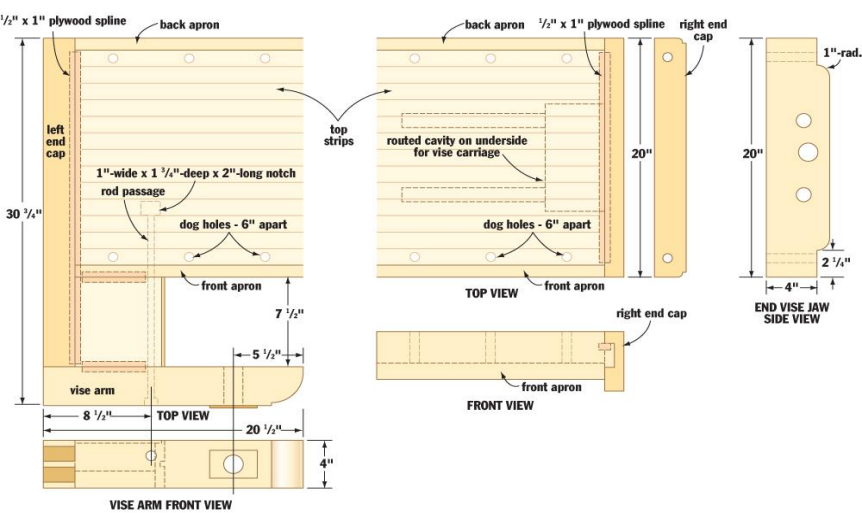 1/2" x 1" plywood spline
back apron
1/2" x 1" plywood spline
right end
cap
back apron
1"-rad.
left
end
cap
top
strips
routed cavity on underside
for vise carriage
20"
20"
1"-wide x 1 3/4"-deep x 2"-long notch
rod passage
30 3/4"
dog holes - 6" apart
dog holes - 6" apart
2 1/4"
front apron
TOP VIEW
front apron
4"
END VISE JAW
SIDE VIEW
7 1/2"
right end cap
5 1/2"
vise arm
front apron
FRONT VIEW
8 1/2"
TOP VIEW
20 1/2"
4"
VISE ARM FRONT VIEW